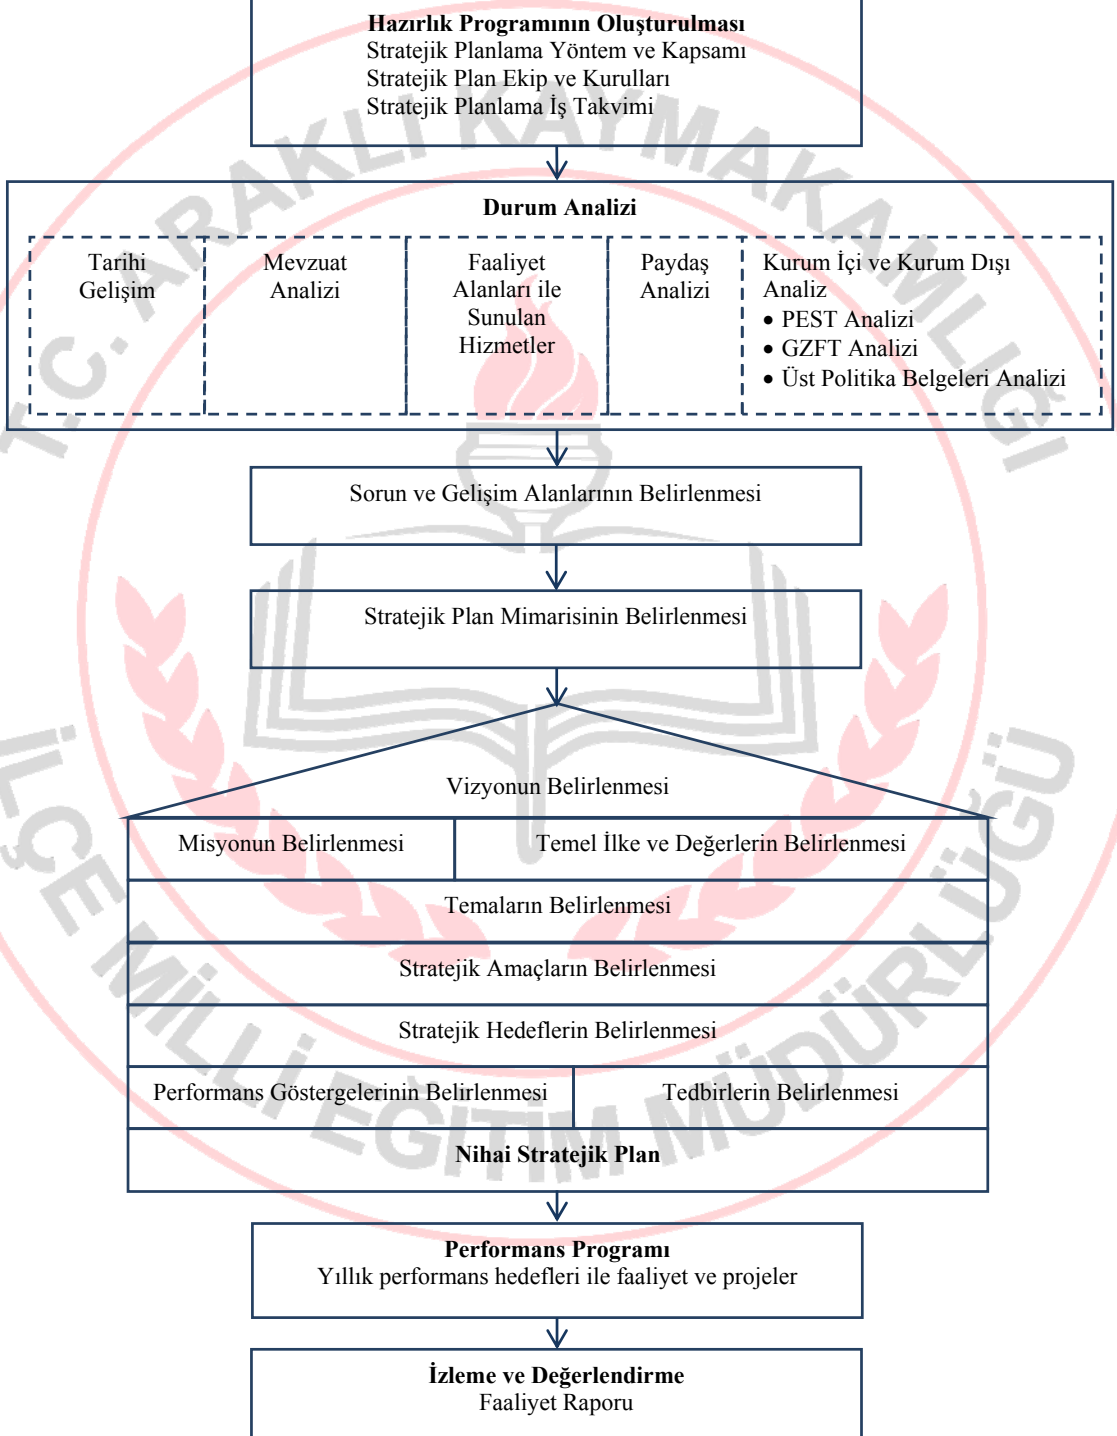 Hazırlık Programının Oluşturulması
Stratejik Planlama Yöntem ve Kapsamı
Stratejik Plan Ekip ve Kurulları
Stratejik Planlama İş Takvimi
Durum Analizi
Tarihi
Gelişim
Mevzuat
Analizi
Faaliyet
Alanları ile
Sunulan
Hizmetler
Paydaş
Analizi
Kurum İçi ve Kurum Dışı
Analiz
• PEST Analizi
• GZFT Analizi
• Üst Politika Belgeleri Analizi
Sorun ve Gelişim Alanlarının Belirlenmesi
Stratejik Plan Mimarisinin Belirlenmesi
Vizyonun Belirlenmesi
Misyonun Belirlenmesi
Temel İlke ve Değerlerin Belirlenmesi
Temaların Belirlenmesi
Stratejik Amaçların Belirlenmesi
Stratejik Hedeflerin Belirlenmesi
Performans Göstergelerinin Belirlenmesi
Tedbirlerin Belirlenmesi
Nihai Stratejik Plan
Performans Programı
Yıllık performans hedefleri ile faaliyet ve projeler
İzleme ve Değerlendirme
Faaliyet Raporu
T.C. ARAKLI KAYMAKAMLIĞI
İLÇE MİLLİ EĞİTİM MÜDÜRLÜĞÜ